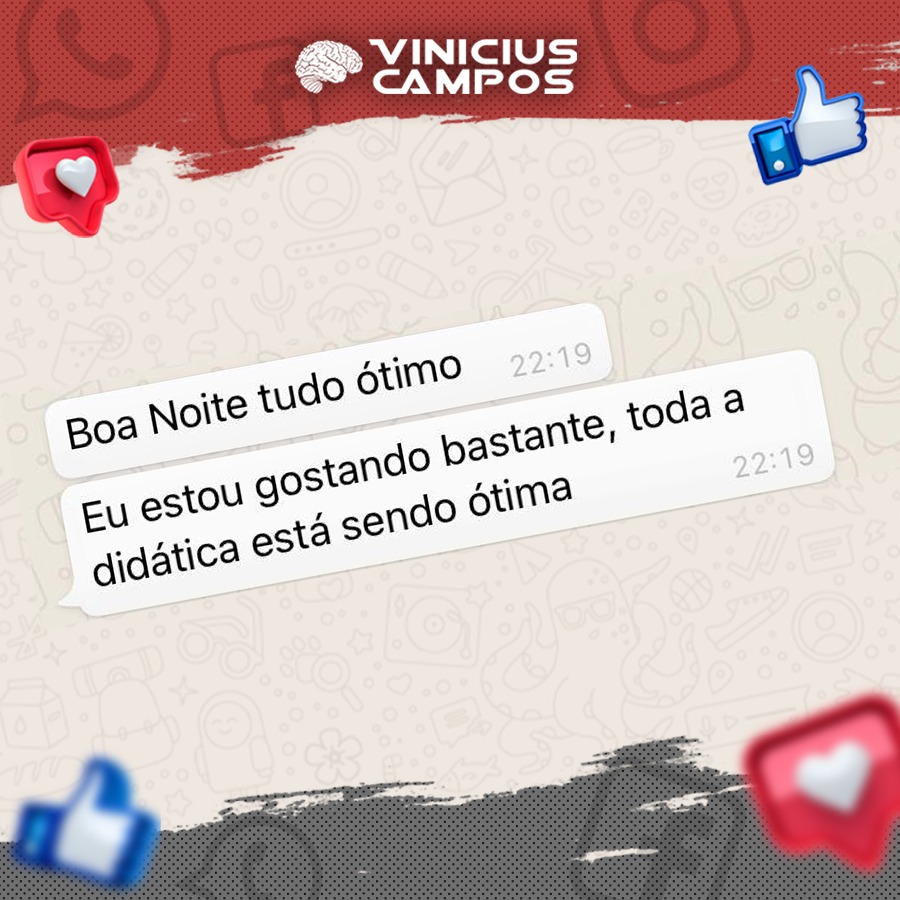 VINICIUS
CAMPOS
Boa Noite tudo ótimo 22:19
Eu estou gostando bastante, toda a
didática está sendo ótima 22:19